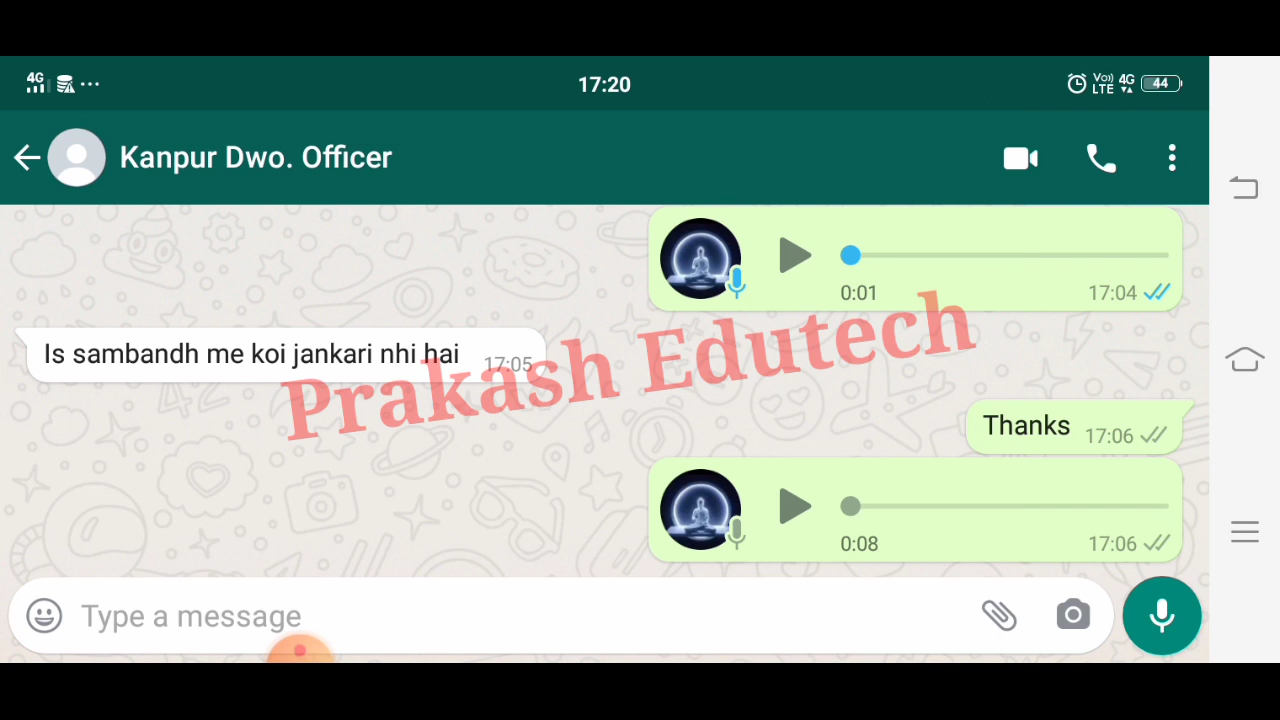 4G
17:20
Vo) LTE 4G 44
Kanpur Dwo. Officer
0:01 17:04
Is sambandh me koi jankari nhi hai 17:05
Prakash Edutech
Thanks 17:06
0:08 17:06
Type a message